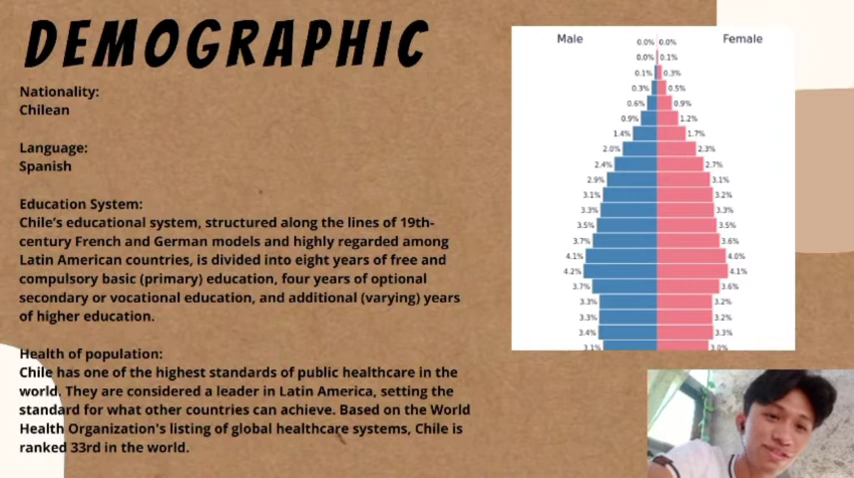 DEMOGRAPHIC
Nationality:
Chilean
Language:
Spanish
Education System:
Chile's educational system, structured along the lines of 19th-
century French and German models and highly regarded among
Latin American countries, is divided into eight years of free and
compulsory basic (primary) education, four years of optional
secondary or vocational education, and additional (varying) years
of higher education.
Health of population:
Chile has one of the highest standards of public healthcare in the
world. They are considered a leader in Latin America, setting the
standard for what other countries can achieve. Based on the World
Health Organization's listing of global healthcare systems, Chile is
ranked 33rd in the world.
Male Female
0.0% 0.0%
0.0% 0.1%
0.1% 0.3%
0.3% 0.5%
0.6% 0.9%
0.9% 1.2%
1.4% 1.7%
2.0% 2.3%
2.4% 2.7%
2.9% 3.1%
3.1% 3.2%
3.3% 3.3%
3.5% 3.5%
3.7% 3.6%
4.1% 4.0%
4.2% 4.1%
3.7% 3.6%
3.3% 3.2%
3.3% 3.2%
3.4% 3.3%
3.1% 3.0%